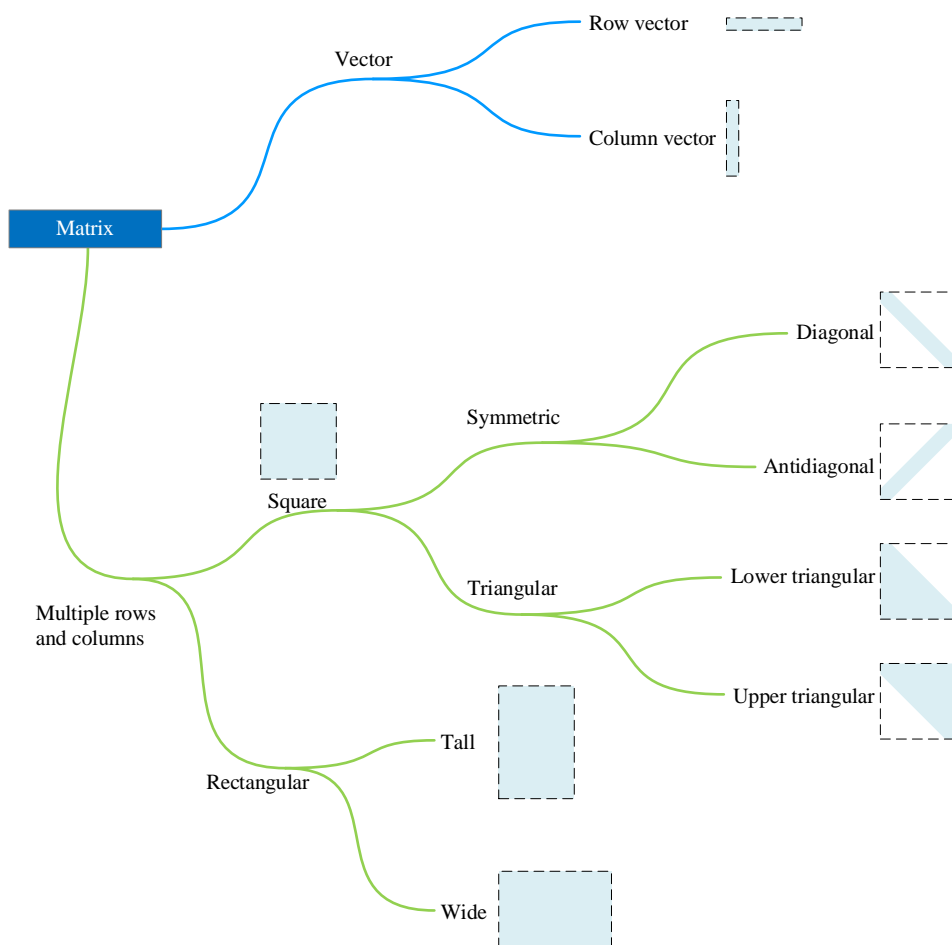 Row vector
Vector
Column vector
Matrix
Diagonal
Symmetric
Antidiagonal
Square
Lower triangular
Triangular
Multiple rows
and columns
Upper triangular
Tall
Rectangular
Wide